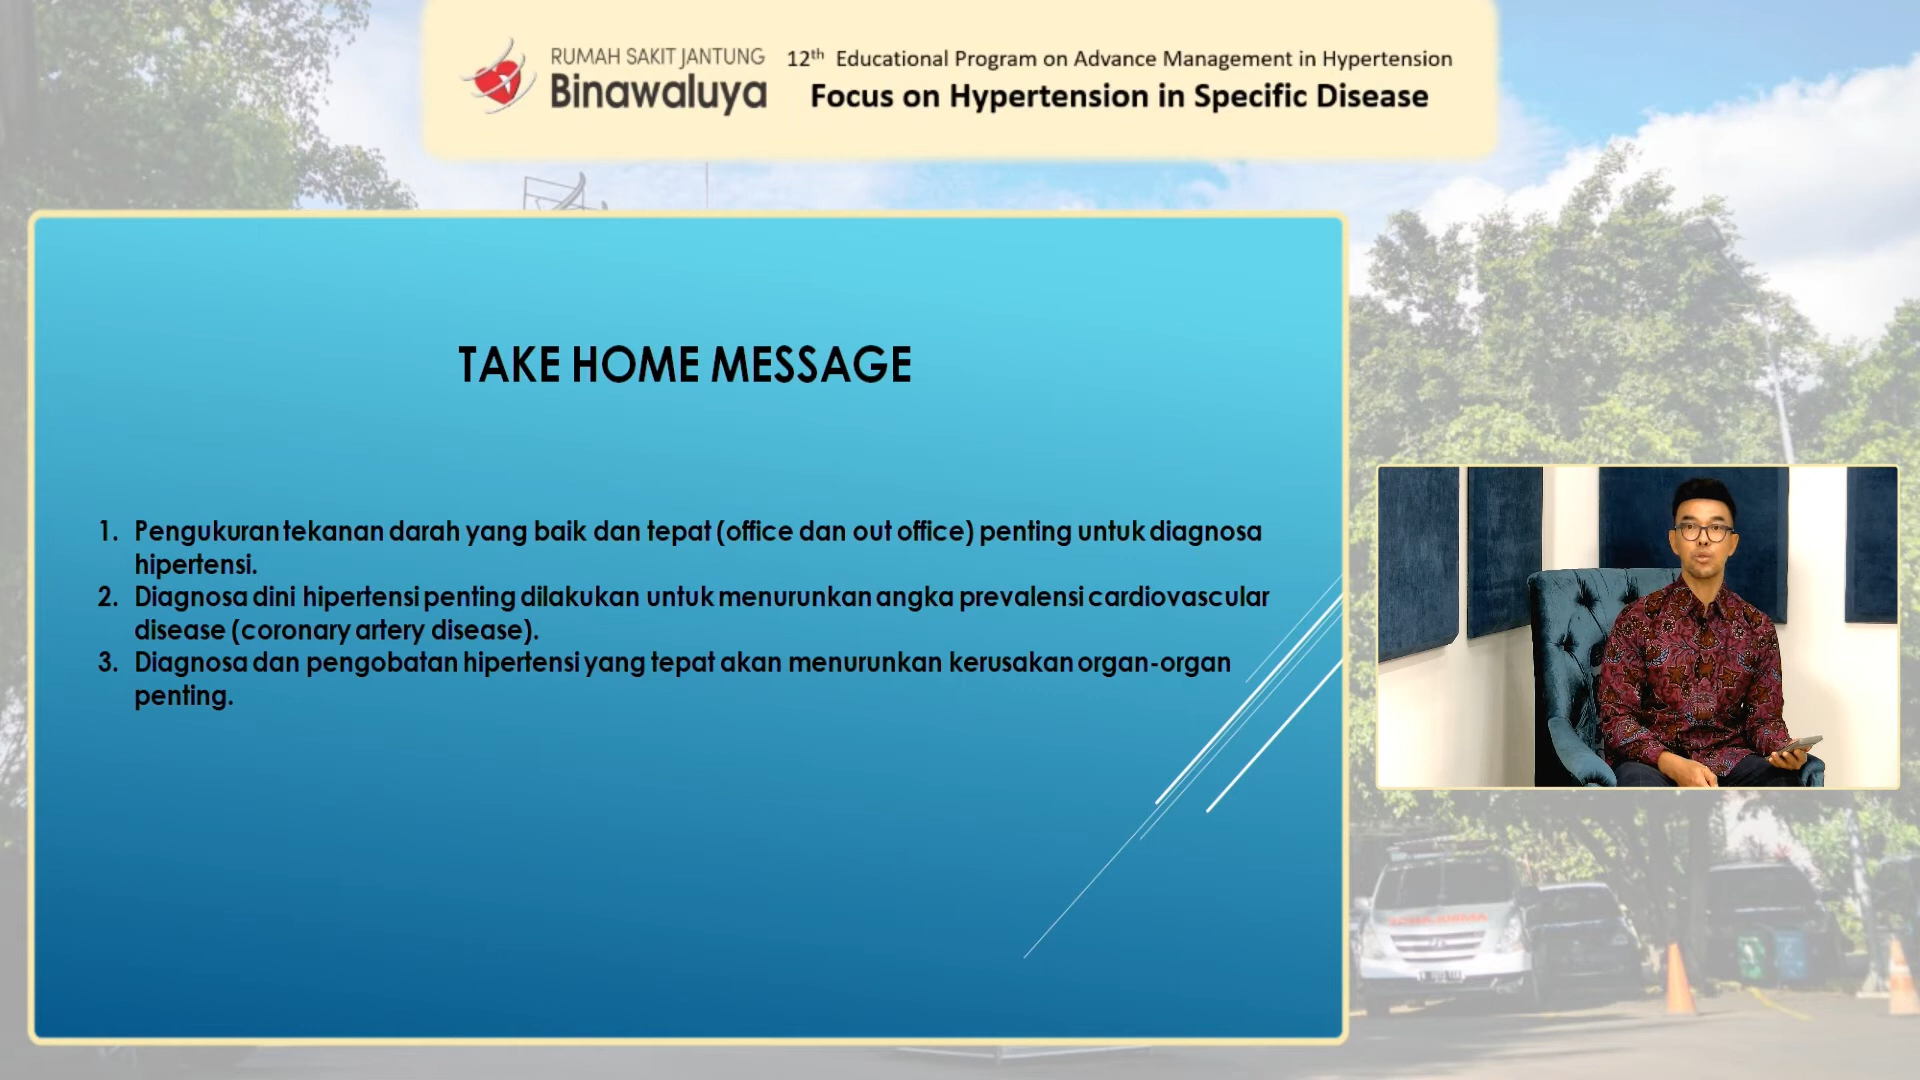 RUMAH SAKIT JANTUNG
Binawaluya
12th Educational Program on Advance Management in Hypertension
Focus on Hypertension in Specific Disease
TAKE HOME MESSAGE
1. Pengukuran tekanan darah yang baik dan tepat (office dan out office) penting untuk diagnosa
hipertensi.
2. Diagnosa dini hipertensi penting dilakukan untuk menurunkan angka prevalensi cardiovascular
disease (coronary artery disease).
3. Diagnosa dan pengobatan hipertensi yang tepat akan menurunkan kerusakan organ-organ
penting.